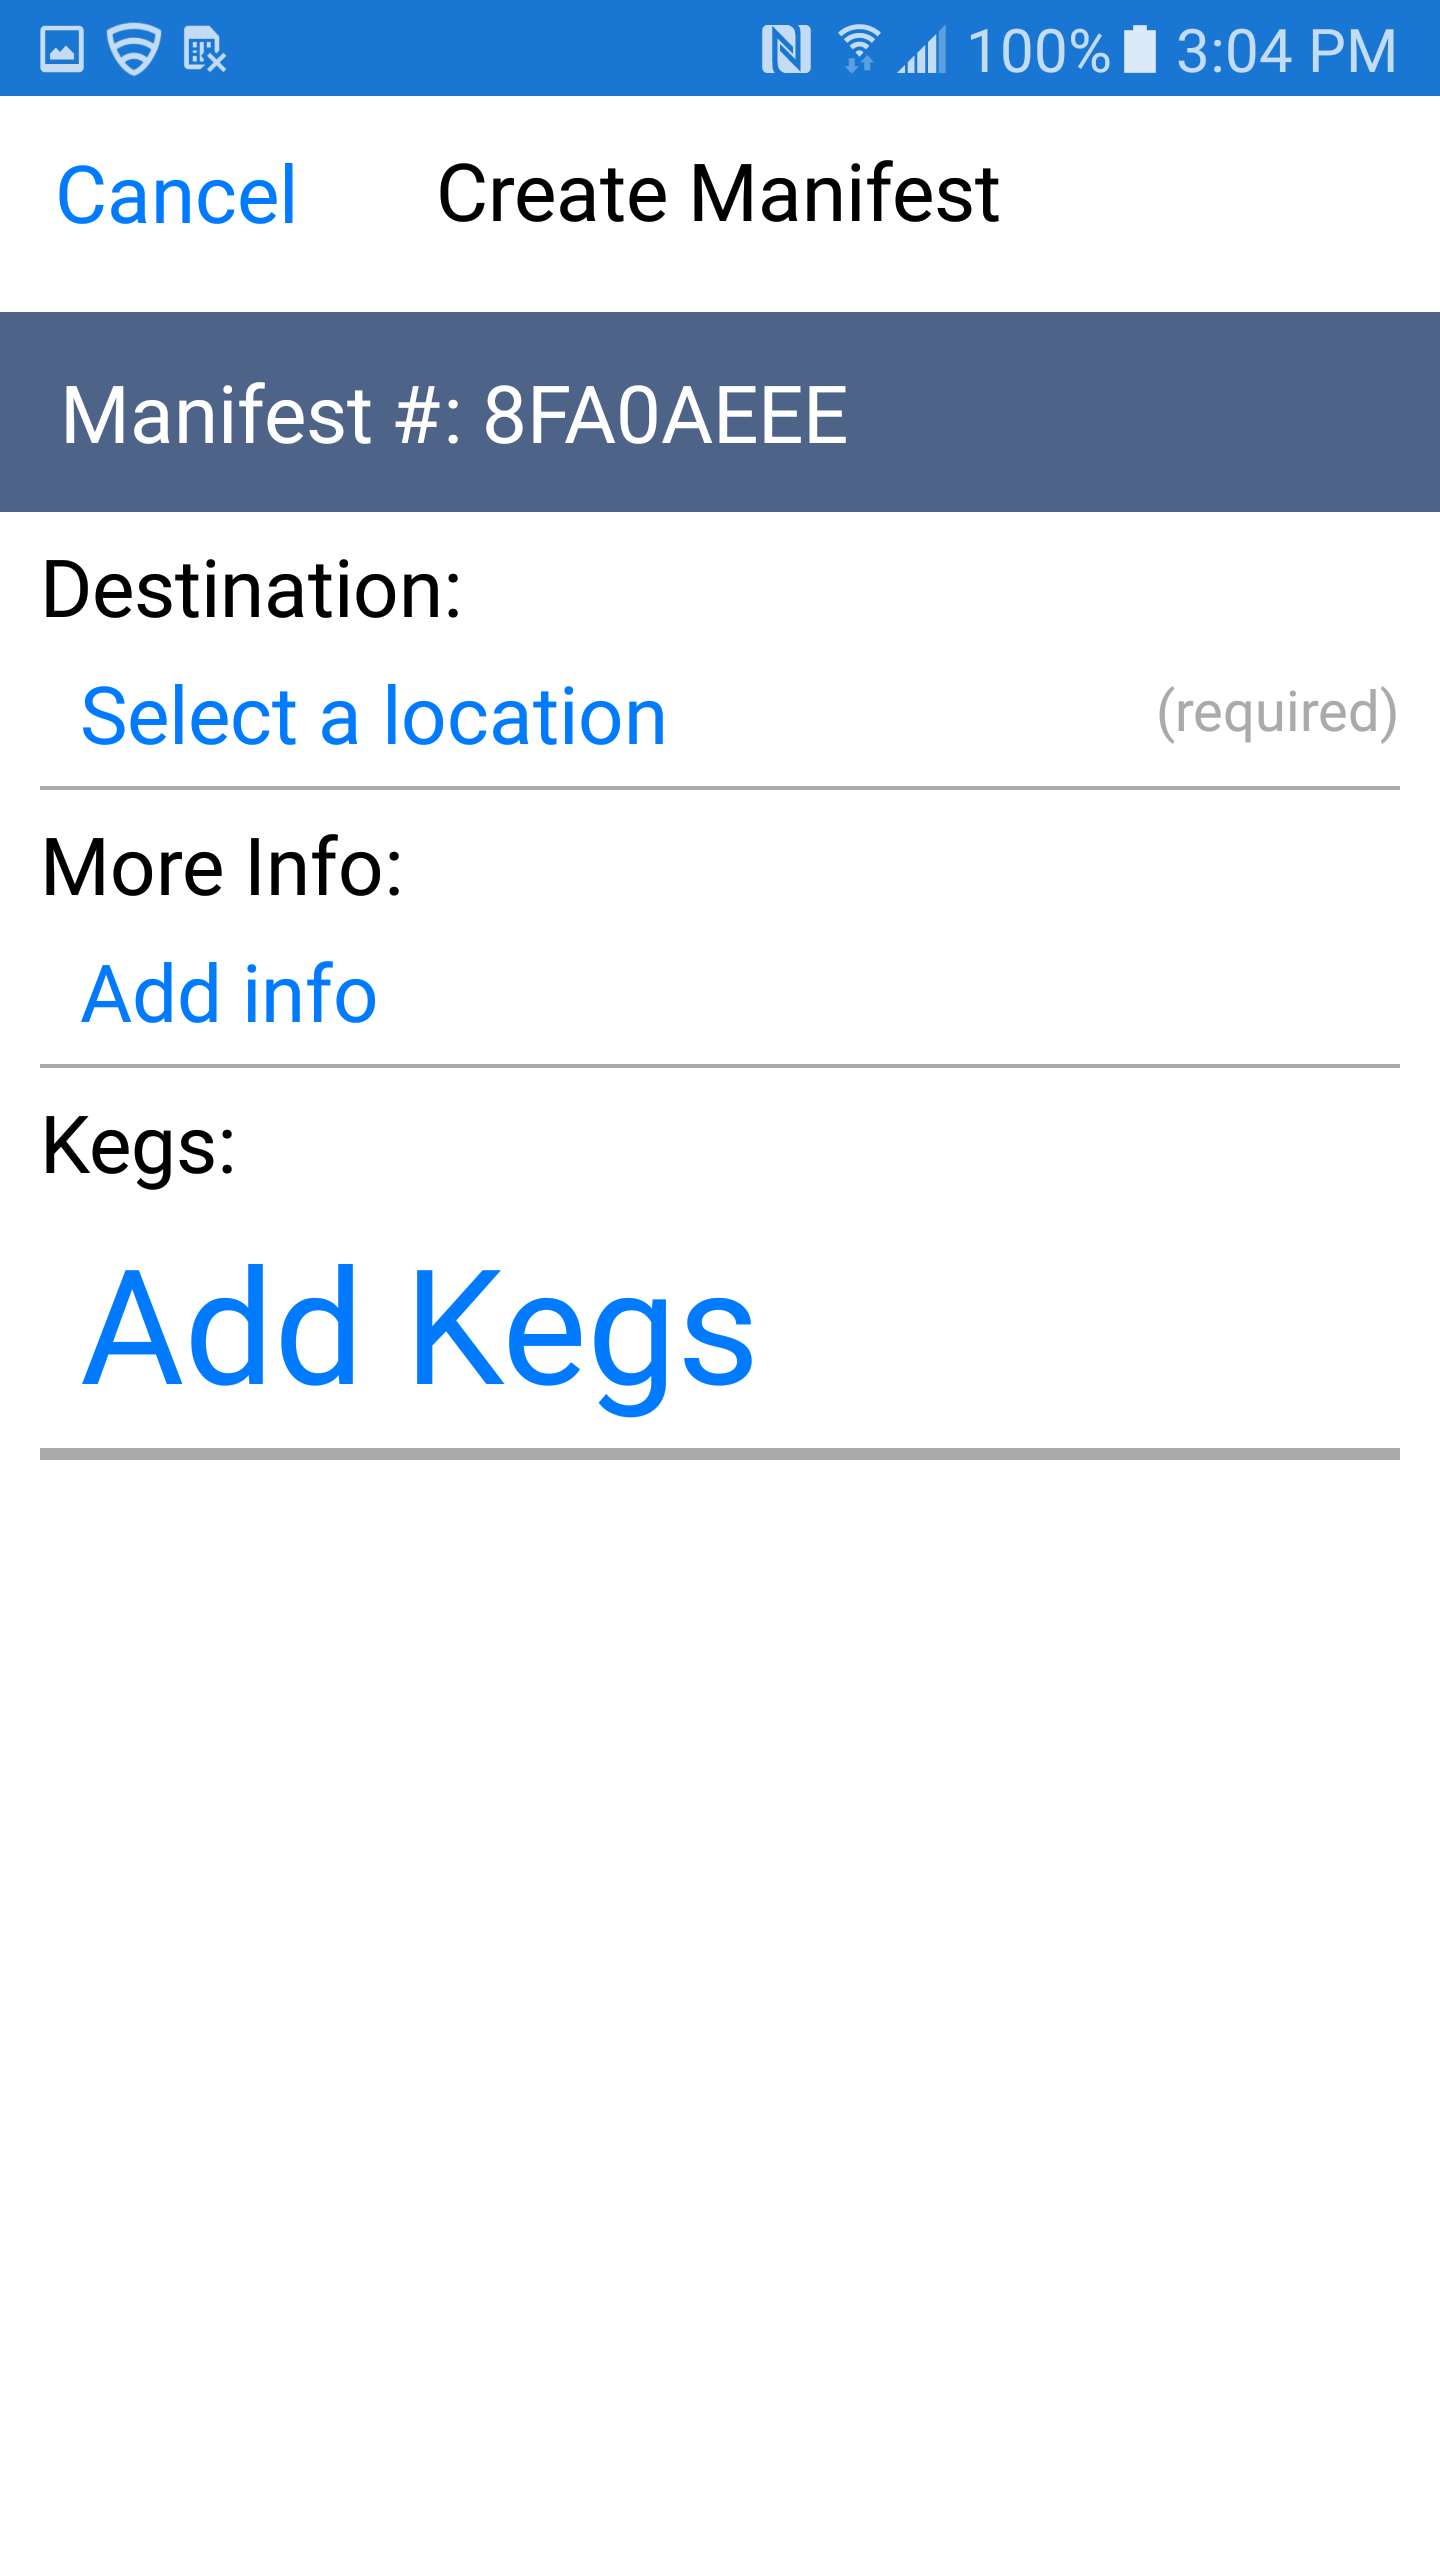 100% 3:04 PM
Cancel Create Manifest
Manifest #: 8FA0AEEE
Destination:
Select a location (required)
More Info:
Add info
Kegs:
Add Kegs